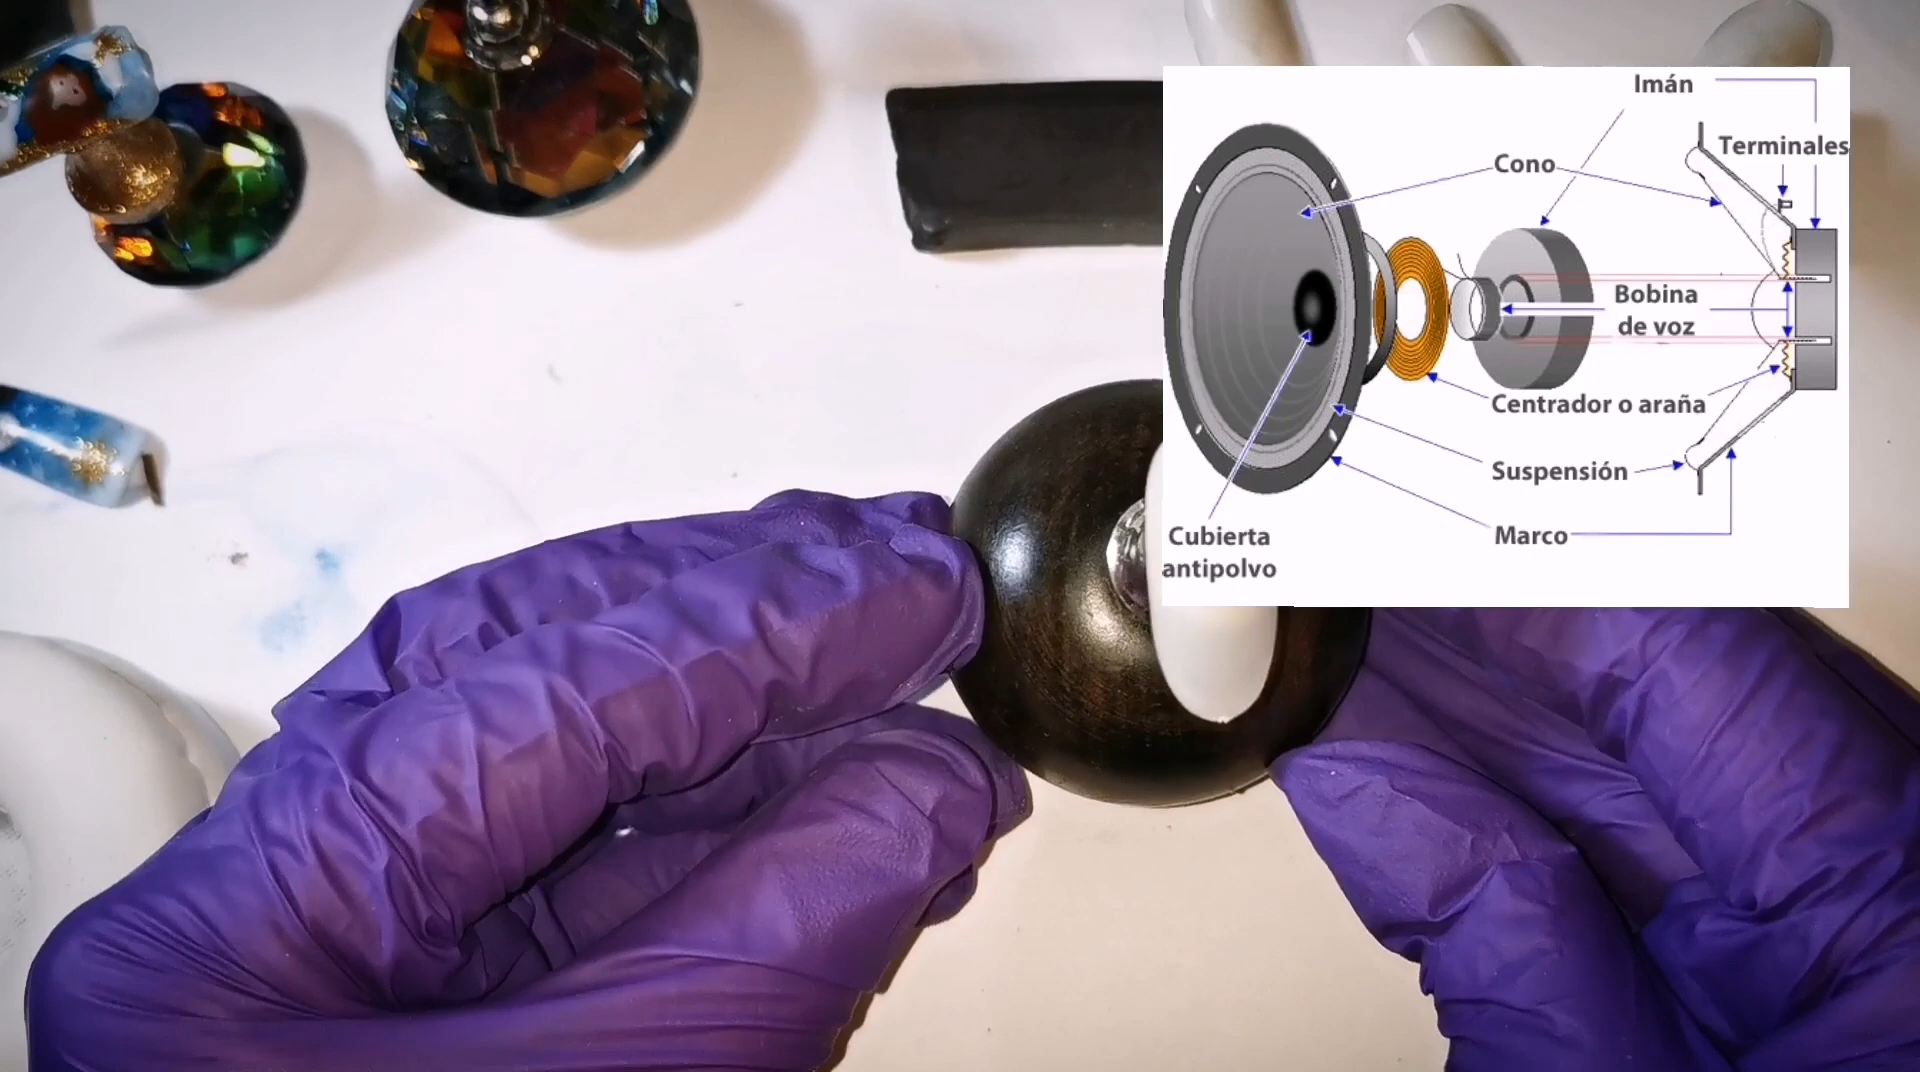 Imán
Terminales
Cono
Bobina
de voz
Centrador o araña
Suspensión
Marco
Cubierta
antipolvo